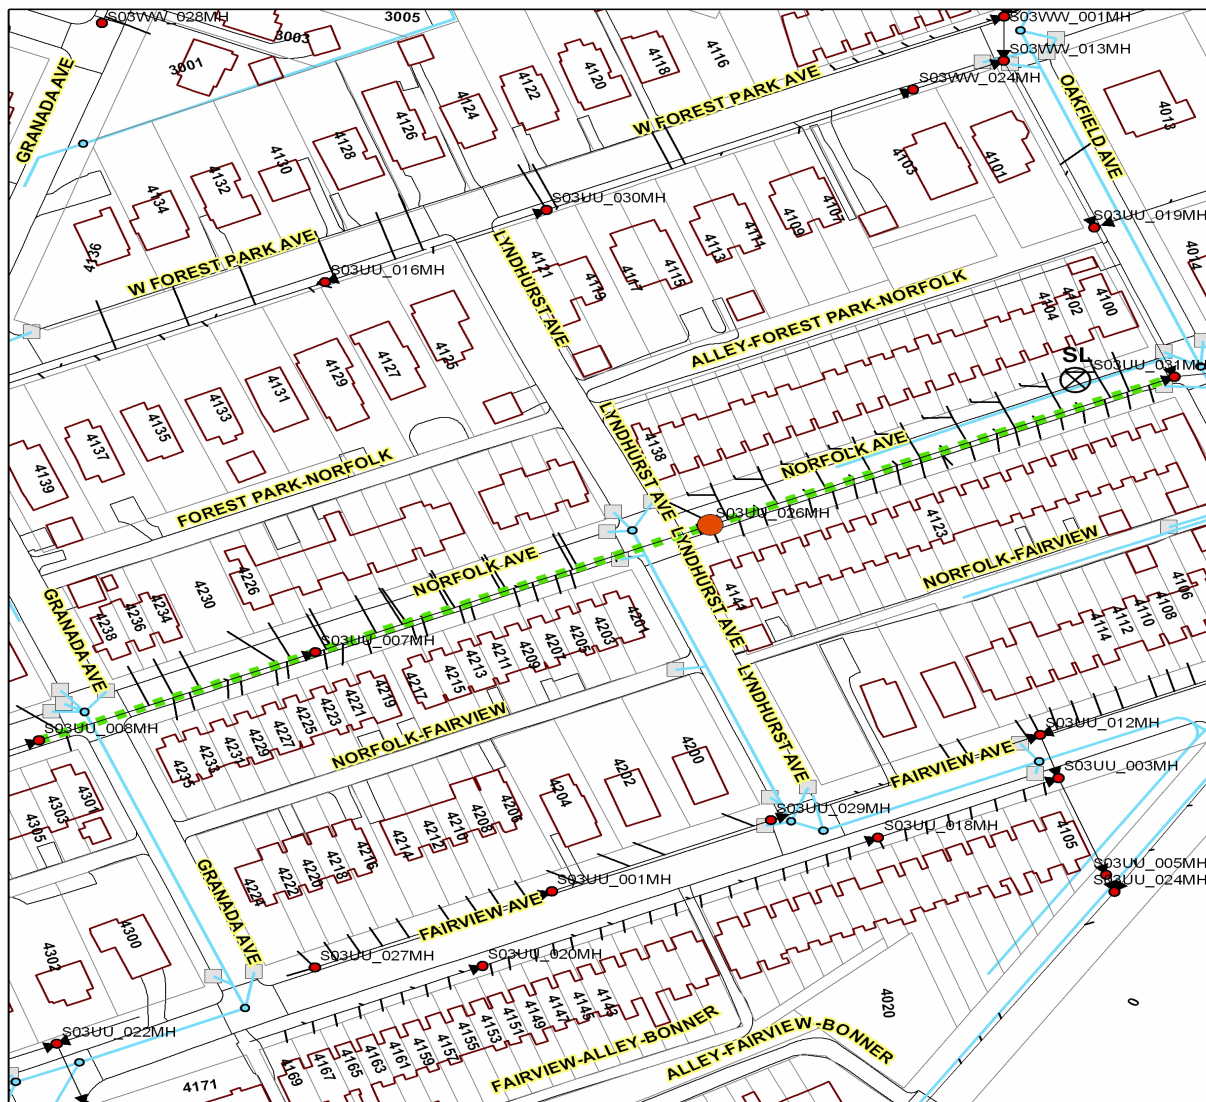 S03WW_028MH
3005
3003
S03WW_001MH
3001
4118
4116
S03WW_013MH
GRANADA AVE
4120
S03WW_024MH
4122
OAKFIELD AVE
W FOREST PARK AVE
4124
4126
4013
4128
4130
4103
4101
4132
4134
S03UU_030MH
4107
4109
S03UU_019MH
4111
4113
4136
W FOREST PARK AVE
S03UU_016MH
LYNDHURST AVE
4121
4119
4117
4115
4014
ALLEY-FOREST PARK-NORFOLK
4104
4102
4100
SL
S03UU_031MH
4125
4127
4129
4131
4133
4135
4137
4139
LYNDHURST AVE
4138
NORFOLK AVE
FOREST PARK-NORFOLK
S03UU_026MH
4123
NORFOLK-FAIRVIEW
NORFOLK AVE
LYNDHURST AVE
4226
4230
4234
4236
4238
GRANADA AVE
4141
4106
4108
4110
4112
4114
4201
4203
4205
4207
4209
4211
4213
4215
4217
S03UU_007MH
4219
4221
4223
4225
4227
4229
4231
4233
4235
NORFOLK-FAIRVIEW
LYNDHURST AVE
S03UU_008MH
S03UU_012MH
4200
4202
4204
FAIRVIEW AVE
S03UU_003MH
4301
4303
4305
S03UU_029MH
4206
4208
4210
4212
4214
4216
4218
4220
4222
4224
S03UU_018MH
4105
S03UU_005MH
S03UU_024MH
GRANADA AVE
S03UU_001MH
FAIRVIEW AVE
4300
4302
S03UU_027MH
S03UU_020MH
4020
0
S03UU_022MH
4143
4145
4147
4149
4151
4153
4155
4157
4159
4161
4163
4165
4167
4169
FAIRVIEW-ALLEY-BONNER
ALLEY-FAIRVIEW-BONNER
4171